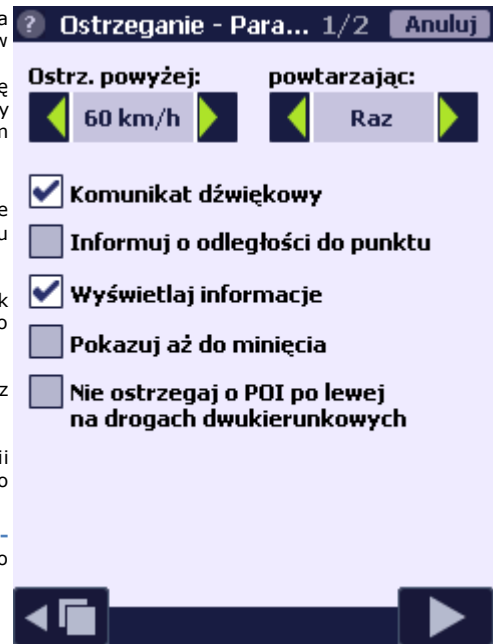 ? Ostrzeganie - Para... 1/2 Anuluj
Ostrz. powyżej: powtarzając:
60 km/h Raz
Komunikat dźwiękowy
Informuj o odległości do punktu
Wyświetlaj informacje
Pokazuj aż do minięcia
Nie ostrzegaj o POI po lewej
na drogach dwukierunkowych